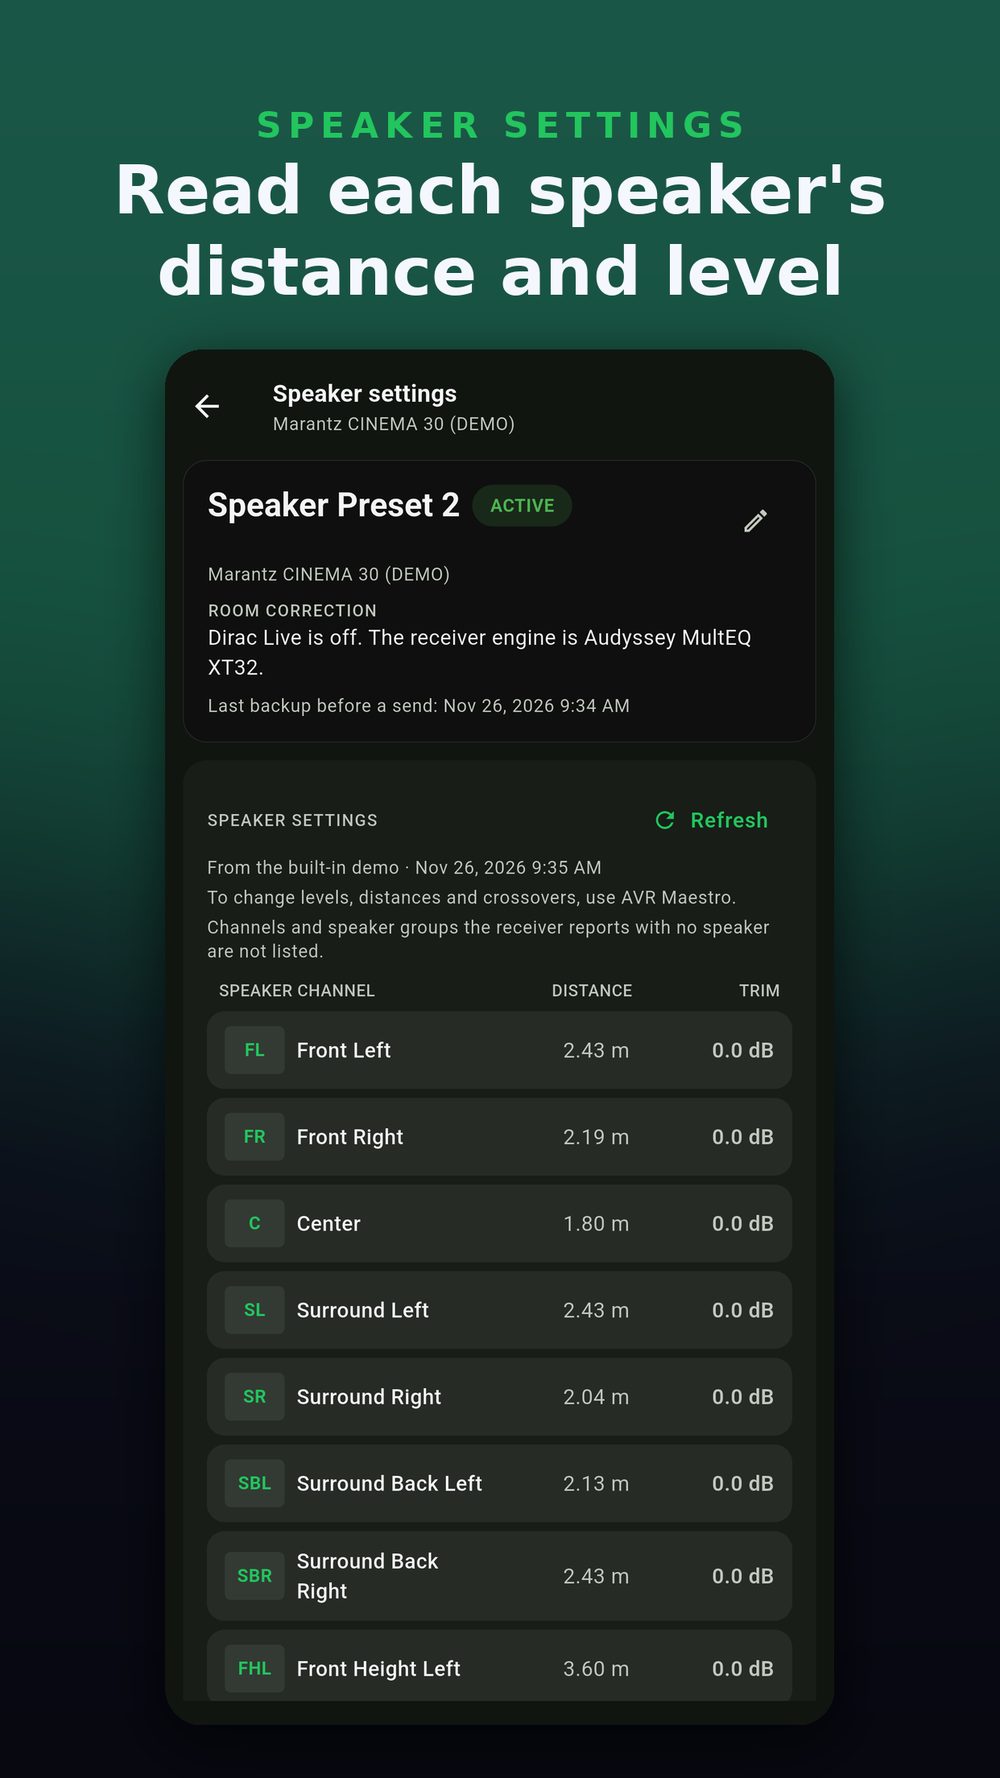 SPEAKER SETTINGS
Read each speaker's
distance and level
Speaker settings
Marantz CINEMA 30 (DEMO)
Speaker Preset 2 ACTIVE
Marantz CINEMA 30 (DEMO)
ROOM CORRECTION
Dirac Live is off. The receiver engine is Audyssey MultEQ
XT32.
Last backup before a send: Nov 26, 2026 9:34 AM
SPEAKER SETTINGS Refresh
From the built-in demo · Nov 26, 2026 9:35 AM
To change levels, distances and crossovers, use AVR Maestro.
Channels and speaker groups the receiver reports with no speaker
are not listed.
SPEAKER CHANNEL DISTANCE TRIM
FL Front Left 2.43 m 0.0 dB
FR Front Right 2.19 m 0.0 dB
C Center 1.80 m 0.0 dB
SL Surround Left 2.43 m 0.0 dB
SR Surround Right 2.04 m 0.0 dB
SBL Surround Back Left 2.13 m 0.0 dB
SBR Surround Back
Right 2.43 m 0.0 dB
FHL Front Height Left 3.60 m 0.0 dB